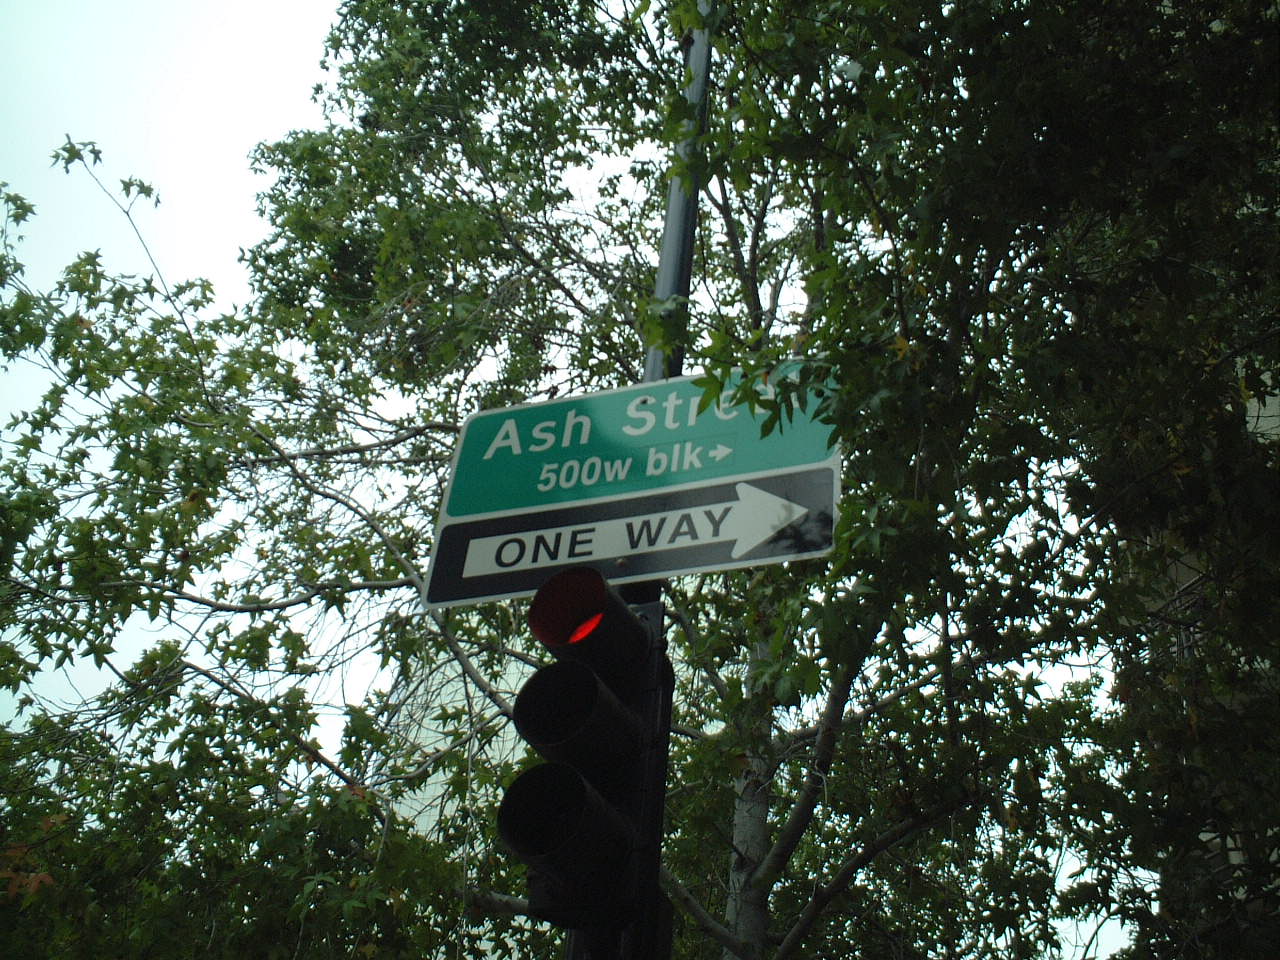 Ash Street
500w blk→
ONE WAY